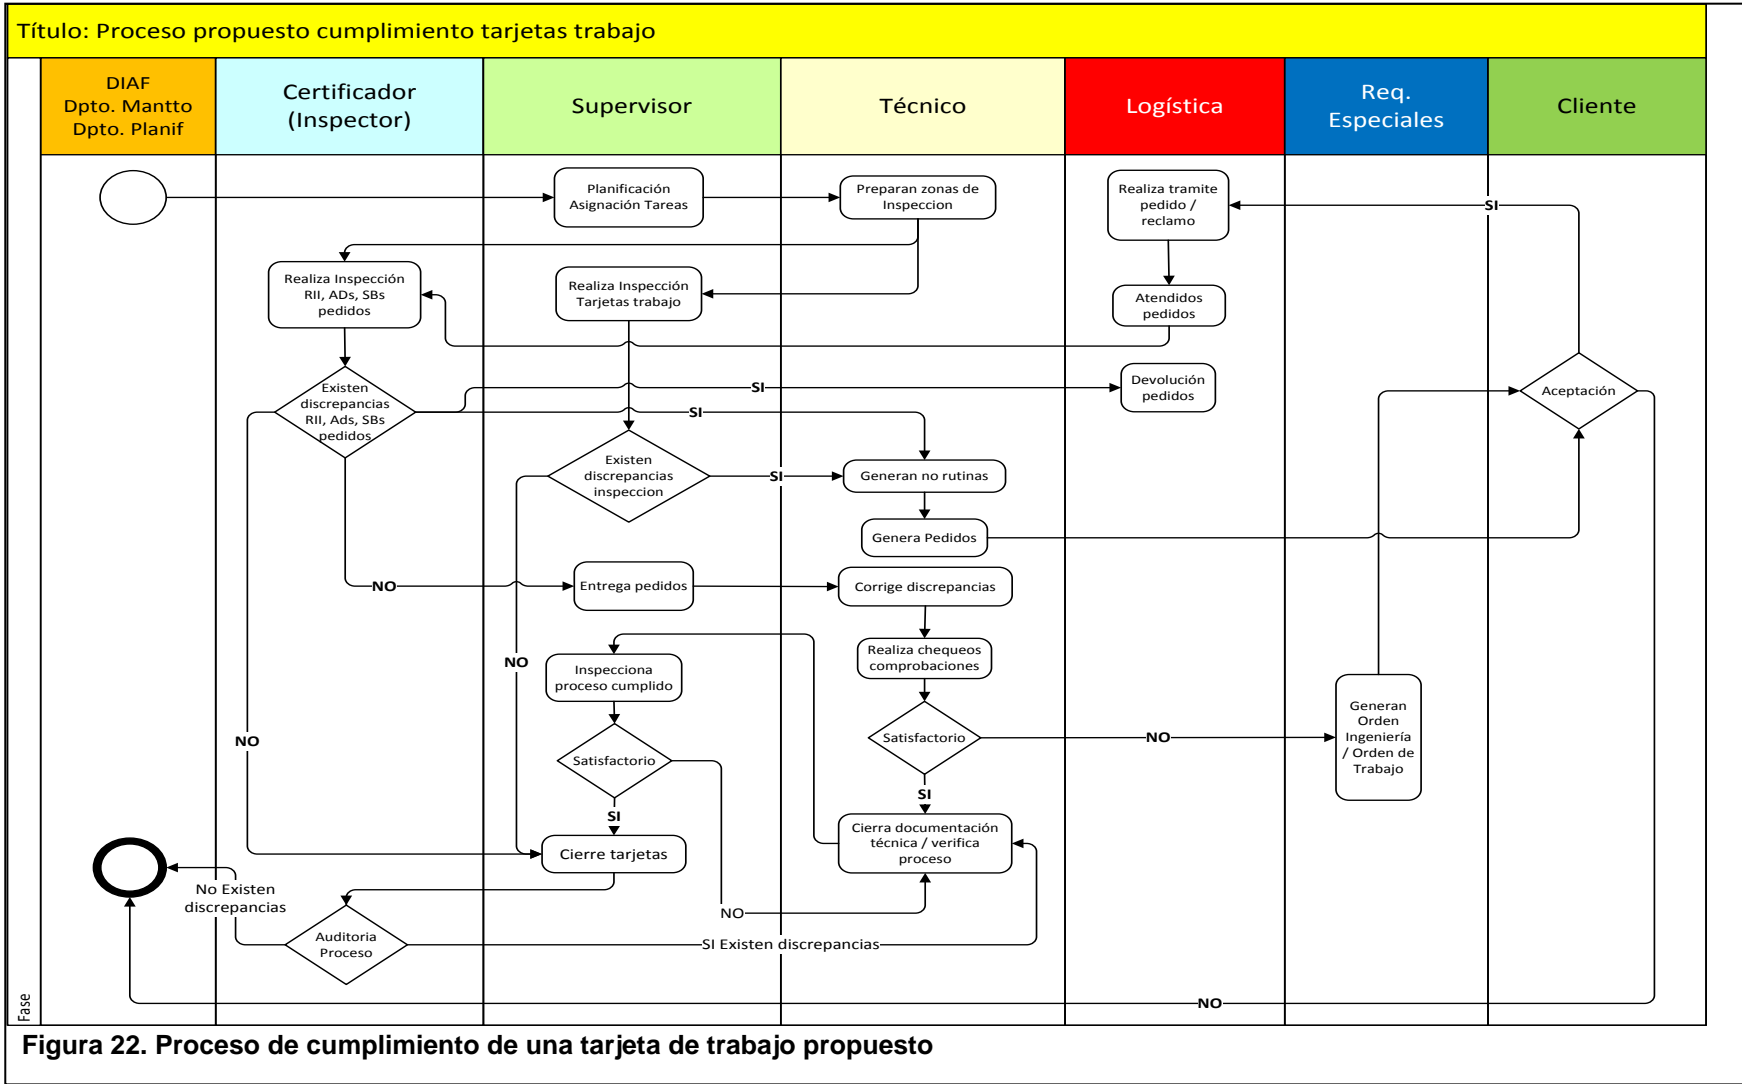 Título: Proceso propuesto cumplimiento tarjetas trabajo
DIAF
Dpto. Mantto
Dpto. Planif
Certificador
(Inspector)
Supervisor
Técnico
Logística
Req.
Especiales
Cliente
Planificación
Asignación Tareas
Preparan zonas de
Inspeccion
Realiza tramite
pedido /
reclamo
SI
Realiza Inspección
RII, ADs, SBs
pedidos
Realiza Inspección
Tarjetas trabajo
Atendidos
pedidos
Existen
discrepancias
RII, Ads, SBs
pedidos
SI
Devolución
pedidos
Aceptación
SI
Existen
discrepancias
inspeccion
SI
Generan no rutinas
Genera Pedidos
NO
Entrega pedidos
Corrige discrepancias
NO
Inspecciona
proceso cumplido
Realiza chequeos
comprobaciones
NO
Satisfactorio
Satisfactorio
NO
Generan
Orden
Ingeniería
/ Orden de
Trabajo
SI
SI
Cierre tarjetas
Cierra documentación
técnica / verifica
proceso
No Existen
discrepancias
NO
Auditoria
Proceso
SI Existen discrepancias
NO
Fase
Figura 22. Proceso de cumplimiento de una tarjeta de trabajo propuesto